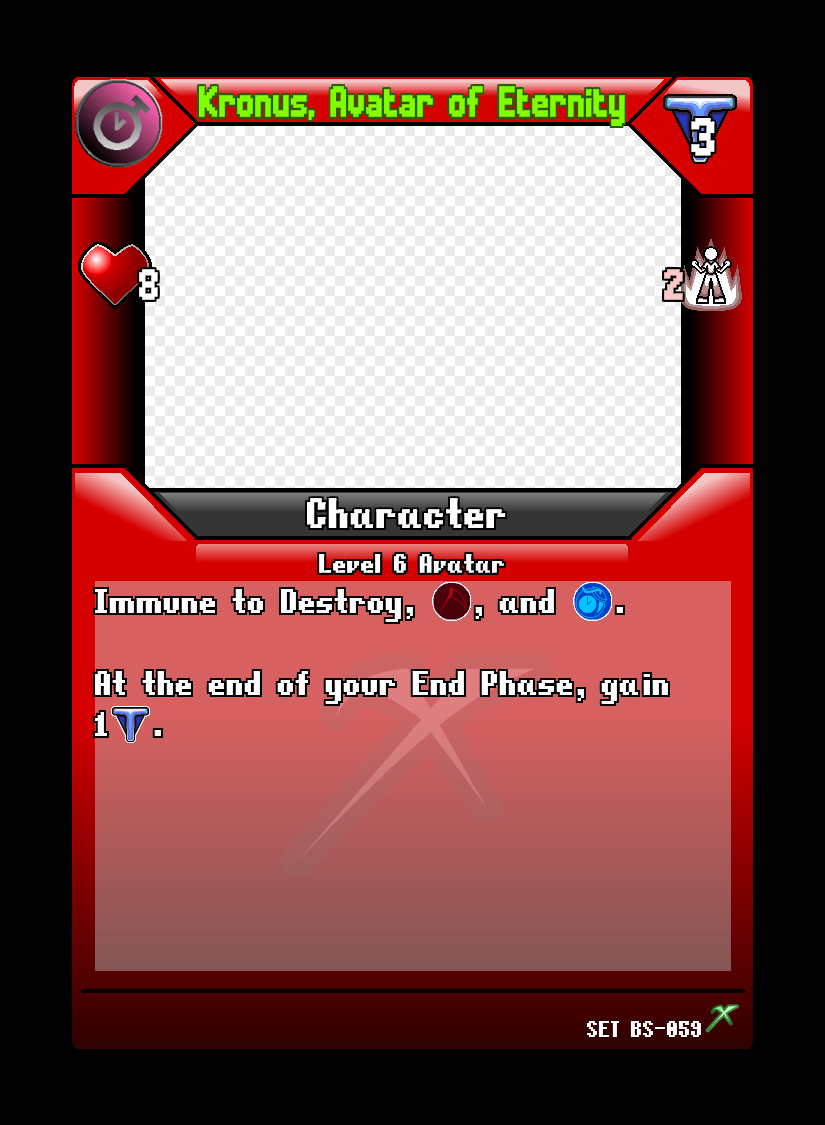 Kronus, Avatar of Eternity
3
8
2
Character
Level 6 Avatar
Immune to Destroy, , and .
At the end of your End Phase, gain
1T.
SET BS-059